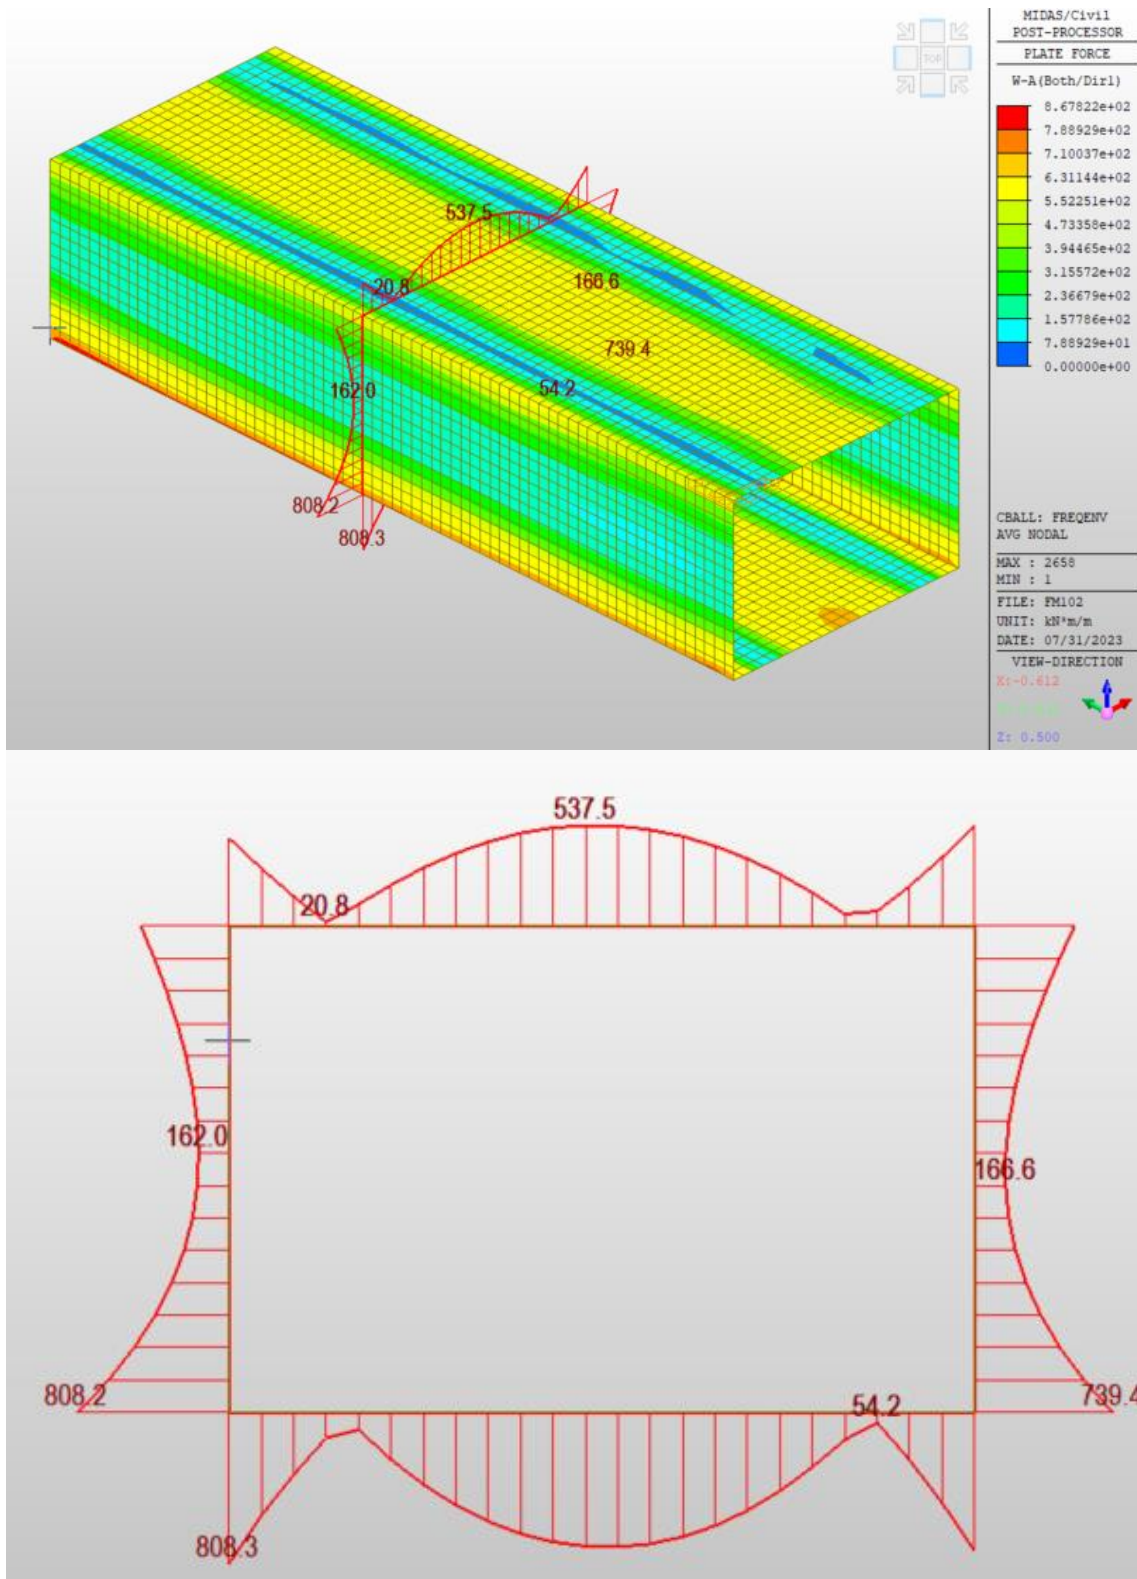 MIDAS/Civil
POST-PROCESSOR
PLATE FORCE
W-A(Both/Dir1)
8.67822e+02
7.88929e+02
7.10037e+02
6.31144e+02
5.52251e+02
4.73358e+02
3.94465e+02
3.15572e+02
2.36679e+02
1.57786e+02
7.88929e+01
0.00000e+00
TOP
537.5
20.8
166.6
739.4
162.0
54.2
808.2
808.3
CBALL: FREQENV
AVG NODAL
MAX : 2658
MIN : 1
FILE: FM102
UNIT: kN*m/m
DATE: 07/31/2023
VIEW-DIRECTION
X:-0.612
Z: 0.500
537.5
20.8
162.0
166.6
808.2
54.2
739.4
808.3